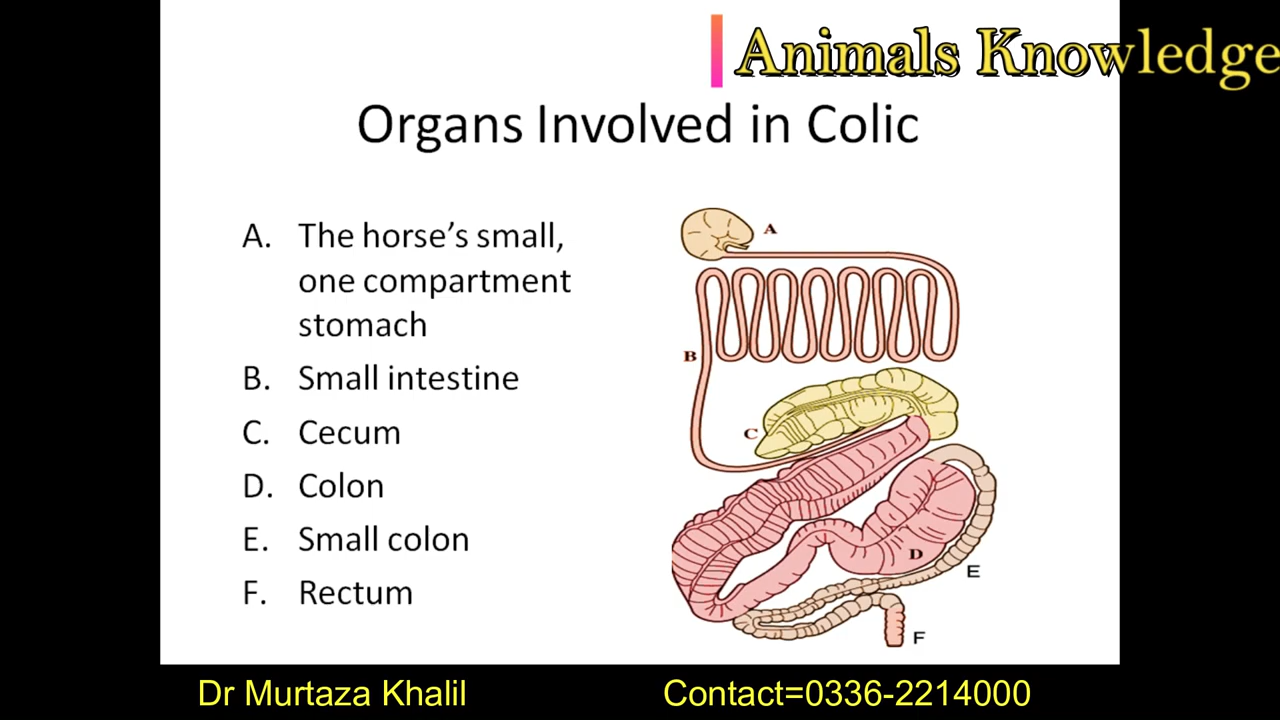 Animals Knowledge
Organs Involved in Colic
A. The horse's small,
one compartment
stomach
B. Small intestine
C. Cecum
D. Colon
E. Small colon
F. Rectum
A
B
C
D
E
F
Dr Murtaza Khalil
Contact=0336-2214000